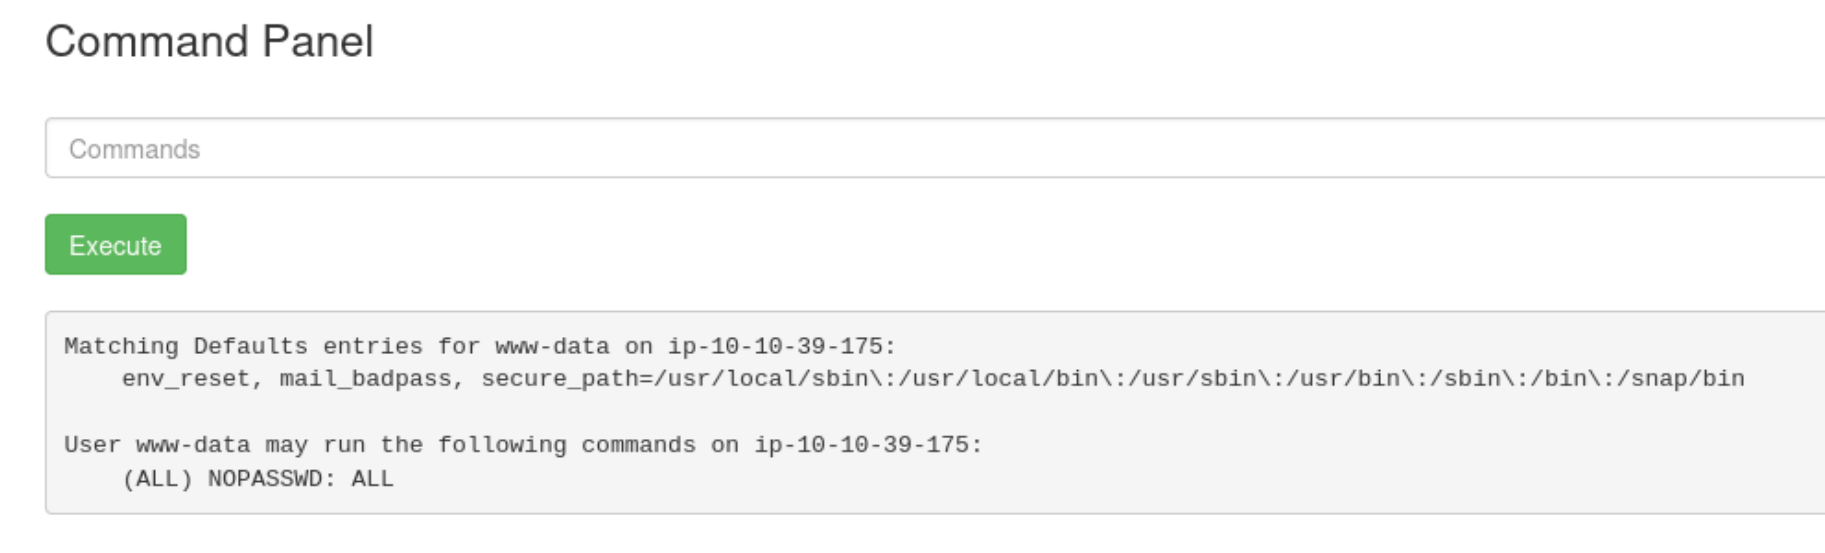 Command Panel
Commands
Execute
Matching Defaults entries for www-data on ip-10-10-39-175:
    env_reset, mail_badpass, secure_path=/usr/local/sbin\:/usr/local/bin\:/usr/sbin\:/usr/bin\:/sbin\:/bin\:/snap/bin
User www-data may run the following commands on ip-10-10-39-175:
    (ALL) NOPASSWD: ALL